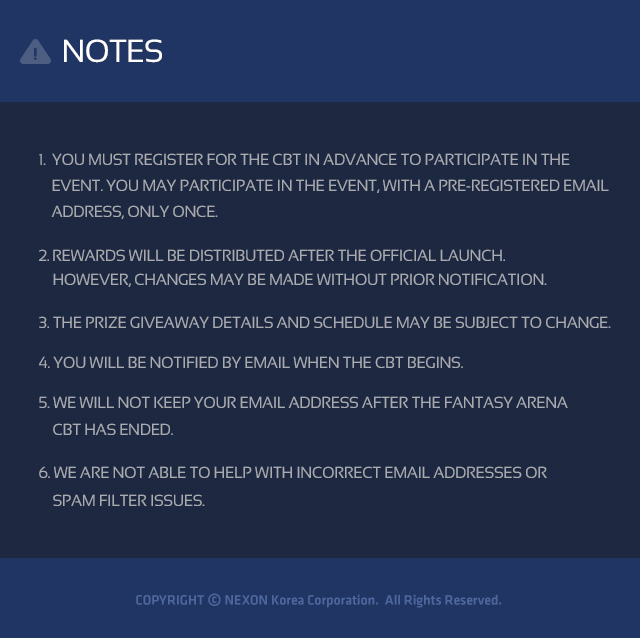 NOTES
1. YOU MUST REGISTER FOR THE CBT IN ADVANCE TO PARTICIPATE IN THE
EVENT. YOU MAY PARTICIPATE IN THE EVENT, WITH A PRE-REGISTERED EMAIL
ADDRESS, ONLY ONCE.
2. REWARDS WILL BE DISTRIBUTED AFTER THE OFFICIAL LAUNCH.
HOWEVER, CHANGES MAY BE MADE WITHOUT PRIOR NOTIFICATION.
3. THE PRIZE GIVEAWAY DETAILS AND SCHEDULE MAY BE SUBJECT TO CHANGE.
4. YOU WILL BE NOTIFIED BY EMAIL WHEN THE CBT BEGINS.
5. WE WILL NOT KEEP YOUR EMAIL ADDRESS AFTER THE FANTASY ARENA
CBT HAS ENDED.
6. WE ARE NOT ABLE TO HELP WITH INCORRECT EMAIL ADDRESSES OR
SPAM FILTER ISSUES.
COPYRIGHT © NEXON Korea Corporation. All Rights Reserved.